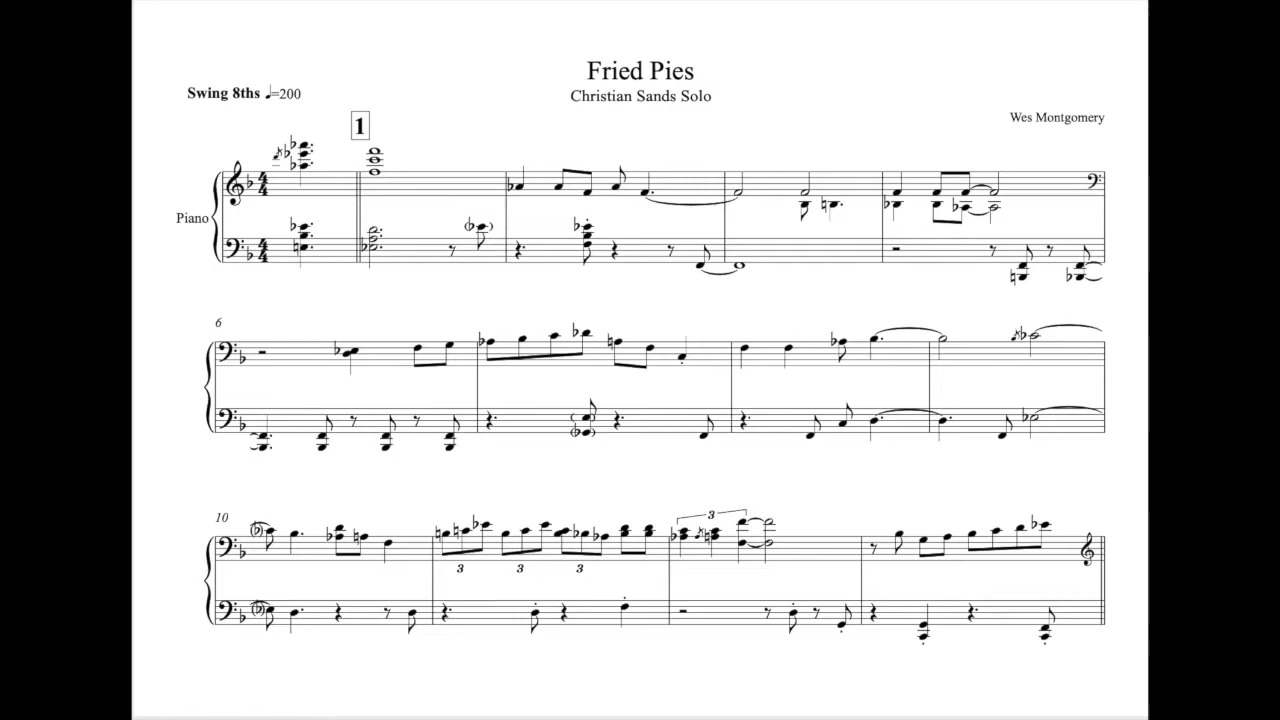 Fried Pies
Swing 8ths ♩=200
Christian Sands Solo
Wes Montgomery
1
Piano
6
10
3
3 3 3